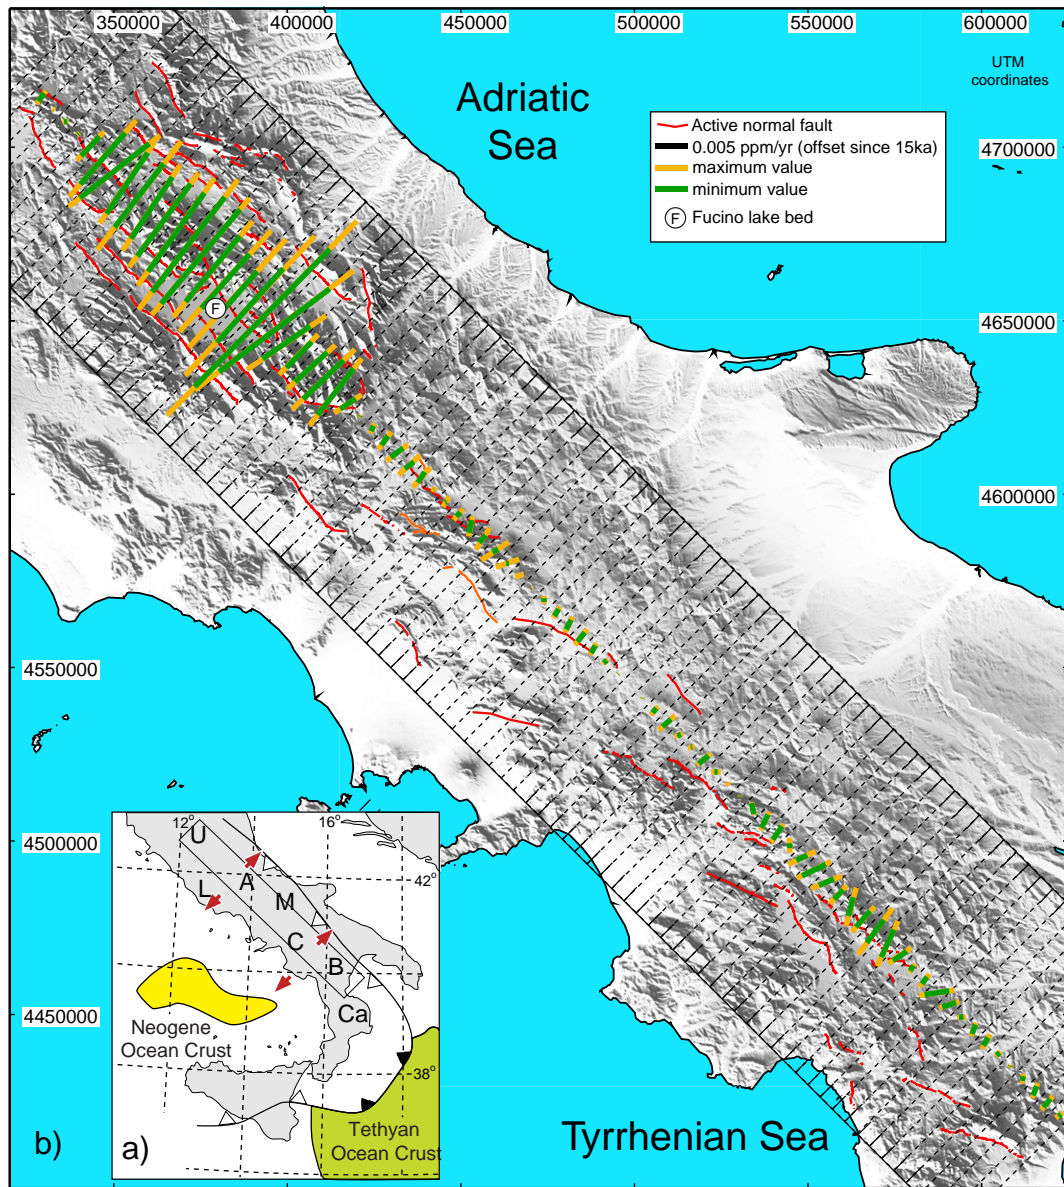 350000 400000 450000 500000 550000 600000
UTM
coordinates
Adriatic
Sea
Active normal fault
0.005 ppm/yr (offset since 15ka)
maximum value
minimum value
F Fucino lake bed
4700000
4650000
4600000
4550000
4500000
4450000
F
12° 16°
U
42°
L A
M
C
B
Ca
Neogene
Ocean Crust
38°
Tethyan
Ocean Crust
b) a)
Tyrrhenian Sea